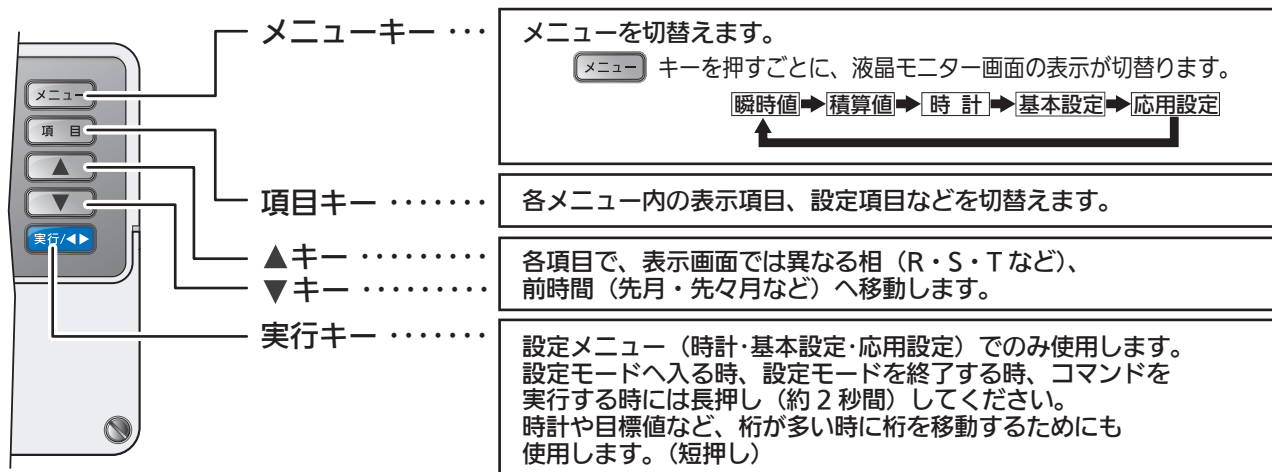 メニュー
項 目
▲
▼
実行/◀▶
メニューキー ···
メニューを切替えます。
メニュー キーを押すごとに、液晶モニター画面の表示が切替ります。
瞬時値➡積算値➡時 計➡基本設定➡応用設定
項目キー ·······
各メニュー内の表示項目、設定項目などを切替えます。
▲キー ·········
▼キー ·········
各項目で、表示画面では異なる相（R・S・Tなど）、
前時間（先月・先々月など）へ移動します。
実行キー ·······
設定メニュー（時計･基本設定･応用設定）でのみ使用します。
設定モードへ入る時、設定モードを終了する時、コマンドを
実行する時には長押し（約2秒間）してください。
時計や目標値など、桁が多い時に桁を移動するためにも
使用します。（短押し）